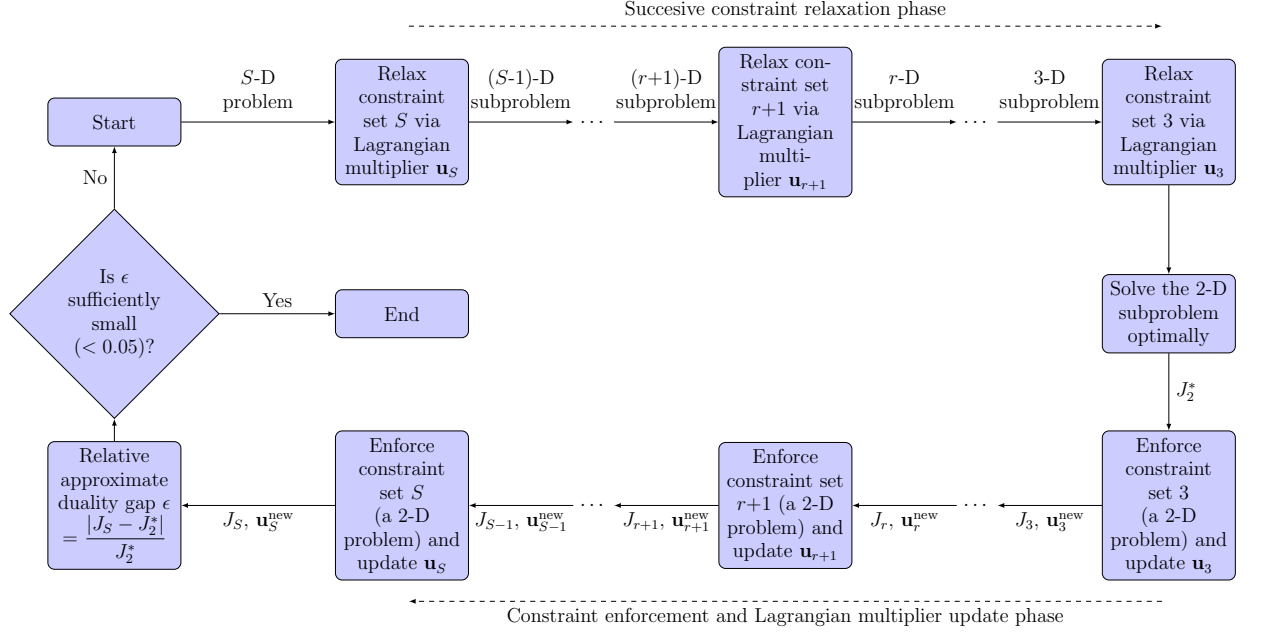 Succesive constraint relaxation phase
Start
S-D
problem
Relax
constraint
set S via
Lagrangian
multiplier u_S
(S-1)-D
subproblem
···
(r+1)-D
subproblem
Relax con-
straint set
r+1 via
Lagrangian
multi-
plier u_{r+1}
r-D
subproblem
···
3-D
subproblem
Relax
constraint
set 3 via
Lagrangian
multiplier u_3
No
Is ϵ
sufficiently
small
(< 0.05)?
Yes
End
Solve the 2-D
subproblem
optimally
J_2^*
Relative
approximate
duality gap ϵ
= |J_S − J_2^*| / J_2^*
J_S, u_S^new
Enforce
constraint
set S
(a 2-D
problem) and
update u_S
J_{S−1}, u_{S−1}^new
···
J_{r+1}, u_{r+1}^new
Enforce
constraint set
r+1 (a 2-D
problem) and
update u_{r+1}
J_r, u_r^new
···
J_3, u_3^new
Enforce
constraint
set 3
(a 2-D
problem) and
update u_3
Constraint enforcement and Lagrangian multiplier update phase